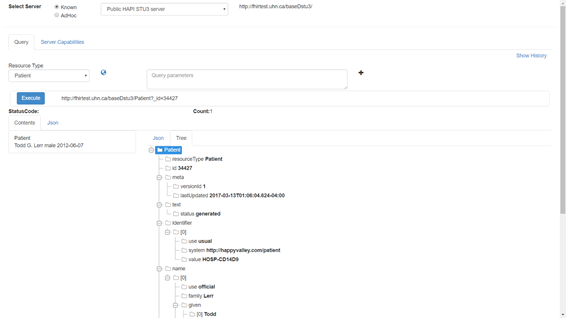 Select Server
Known
AdHoc
Public HAPI STU3 server
http://fhirtest.uhn.ca/baseDstu3/
Query
Server Capabilities
Show History
Resource Type
Patient
Query parameters
Execute
http://fhirtest.uhn.ca/baseDstu3/Patient?_id=34427
StatusCode:
Count:1
Contents
Json
Patient
Todd G. Lerr male 2012-06-07
Json
Tree
Patient
resourceType Patient
id 34427
meta
versionId 1
lastUpdated 2017-03-13T01:06:04.624-04:00
text
status generated
identifier
[0]
use usual
system http://happyvalley.com/patient
value HOSP-CD14D9
name
[0]
use official
family Lerr
given
[0] Todd